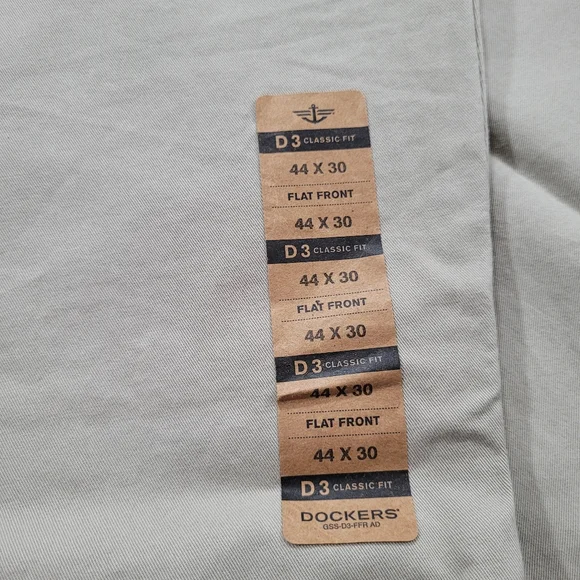 D3 CLASSIC FIT
44 X 30
FLAT FRONT
44 X 30
D3 CLASSIC FIT
44 X 30
FLAT FRONT
44 X 30
D3 CLASSIC FIT
44 X 30
FLAT FRONT
44 X 30
D3 CLASSIC FIT
DOCKERS®
GSS-D3-FFR AD